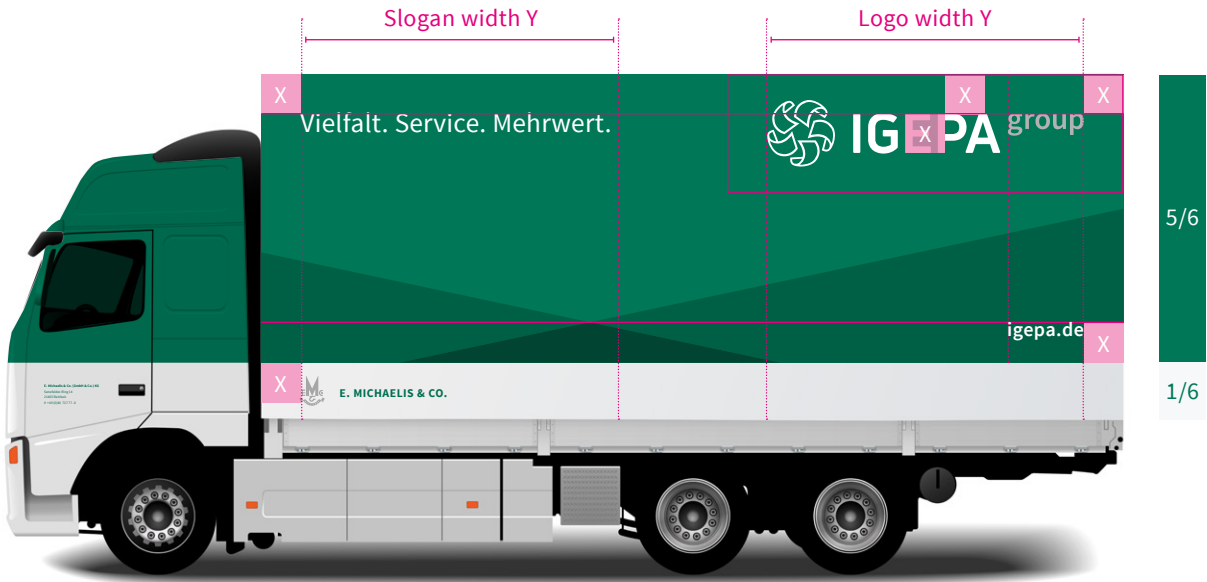 Slogan width Y
Logo width Y
X
X
X
Vielfalt. Service. Mehrwert.
IGEPA group
X
5/6
igepa.de
X
X
E. MICHAELIS & CO.
1/6